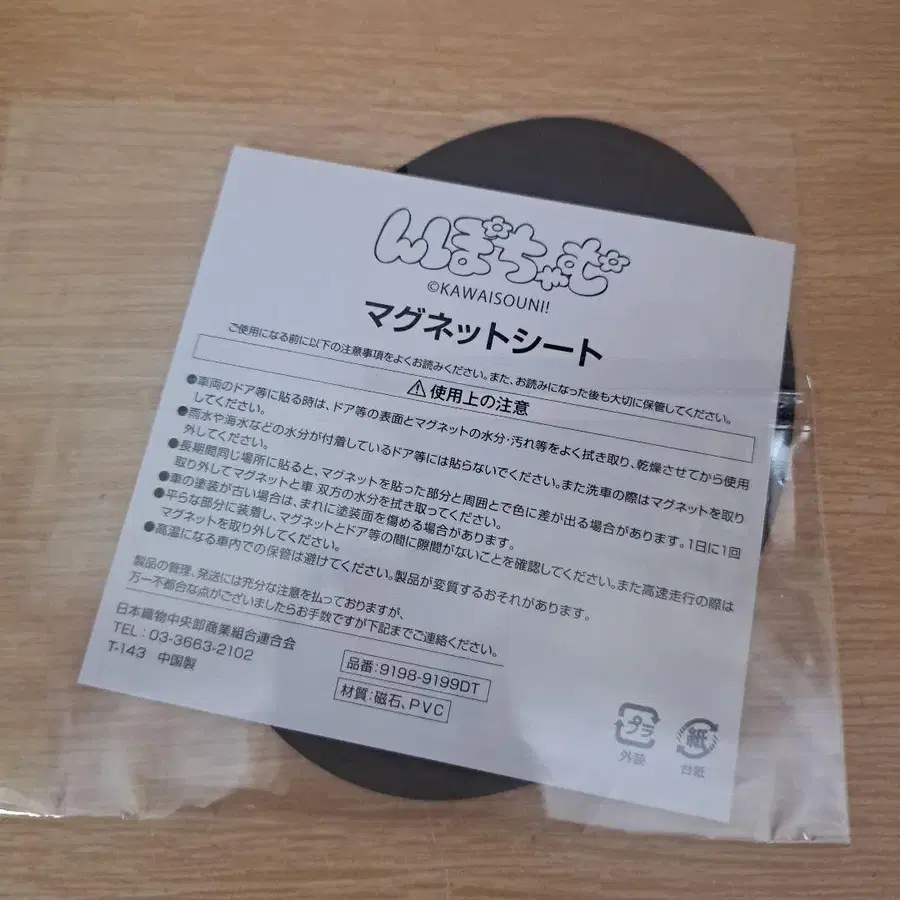 んぽちゃむ
©KAWAISOUNI!
マグネットシート
ご使用になる前に以下の注意事項をよくお読みください。また、お読みになった後も大切に保管してください。
⚠使用上の注意
●車両のドア等に貼る時は、ドア等の表面とマグネットの水分・汚れ等をよく拭き取り、乾燥させてから使用
してください。
●雨水や海水などの水分が付着しているドア等には貼らないでください。また洗車の際はマグネットを取り
外してください。
●長期間同じ場所に貼ると、マグネットを貼った部分と周囲とで色に差が出る場合があります。1日に1回
取り外してマグネットと車 双方の水分を拭き取ってください。
●車の塗装が古い場合は、まれに塗装面を傷める場合があります。
●平らな部分に装着し、マグネットとドア等の間に隙間がないことを確認してください。また高速走行の際は
マグネットを取り外してください。
●高温になる車内での保管は避けてください。製品が変質するおそれがあります。
製品の管理、発送には充分な注意を払っておりますが、
万一不都合な点がございましたらお手数ですが下記までご連絡ください。
日本織物中央卸商業組合連合会
TEL:03-3663-2102
T-143 中国製
品番:9198-9199DT
材質:磁石、PVC
プラ
外装
紙
台紙